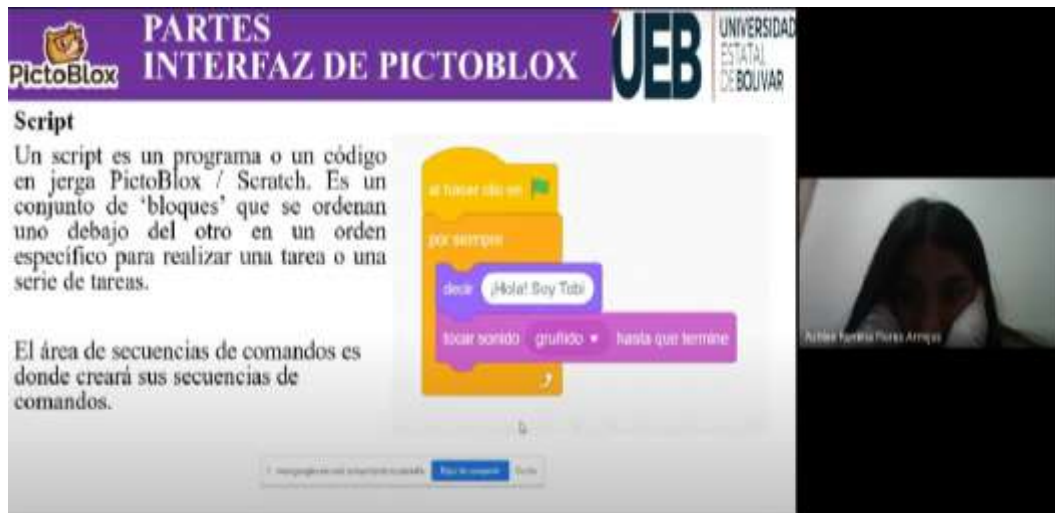 PictoBlox
PARTES
INTERFAZ DE PICTOBLOX
UEB
UNIVERSIDAD
ESTATAL
DE BOLIVAR
Script
Un script es un programa o un código
en jerga PictoBlox / Scratch. Es un
conjunto de ‘bloques’ que se ordenan
uno debajo del otro en un orden
específico para realizar una tarea o una
serie de tareas.
El área de secuencias de comandos es
donde creará sus secuencias de
comandos.
al hacer clic en
por siempre
decir ¡Hola! Soy Tobi
tocar sonido gruñido hasta que termine
Flores Armijos